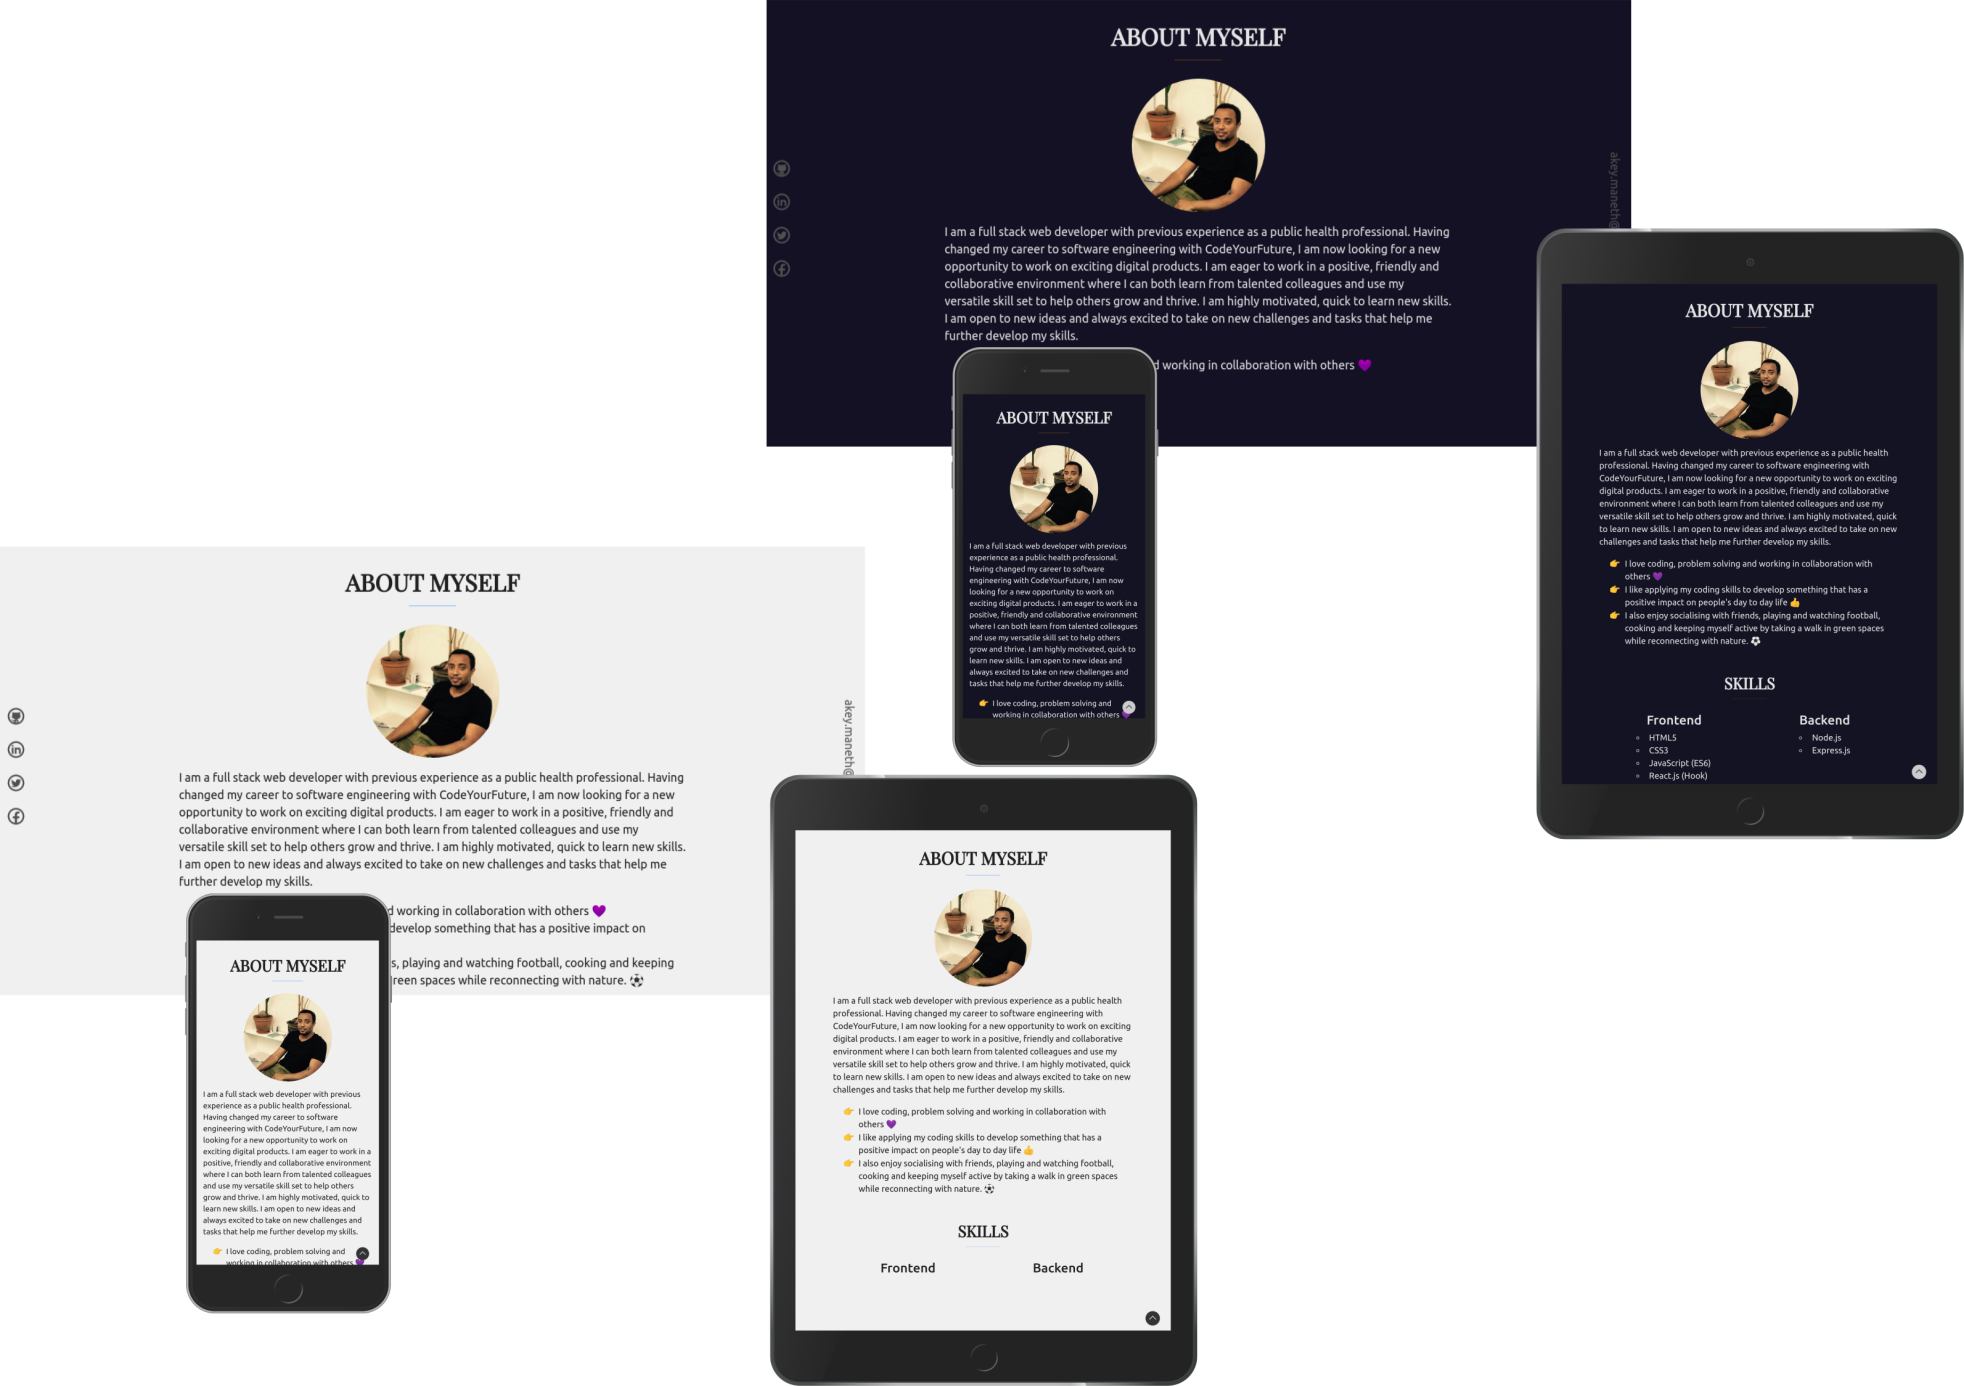 ABOUT MYSELF
akey.maneth@
I am a full stack web developer with previous experience as a public health professional. Having
changed my career to software engineering with CodeYourFuture, I am now looking for a new
opportunity to work on exciting digital products. I am eager to work in a positive, friendly and
collaborative environment where I can both learn from talented colleagues and use my
versatile skill set to help others grow and thrive. I am highly motivated, quick to learn new skills.
I am open to new ideas and always excited to take on new challenges and tasks that help me
further develop my skills.
d working in collaboration with others 💜
ABOUT MYSELF
I am a full stack web developer with previous
experience as a public health professional.
Having changed my career to software
engineering with CodeYourFuture, I am now
looking for a new opportunity to work on
exciting digital products. I am eager to work in a
positive, friendly and collaborative environment
where I can both learn from talented colleagues
and use my versatile skill set to help others
grow and thrive. I am highly motivated, quick to
learn new skills. I am open to new ideas and
always excited to take on new challenges and
tasks that help me further develop my skills.
👉 I love coding, problem solving and
working in collaboration with others 💜
ABOUT MYSELF
I am a full stack web developer with previous experience as a public health
professional. Having changed my career to software engineering with
CodeYourFuture, I am now looking for a new opportunity to work on exciting
digital products. I am eager to work in a positive, friendly and collaborative
environment where I can both learn from talented colleagues and use my
versatile skill set to help others grow and thrive. I am highly motivated, quick
to learn new skills. I am open to new ideas and always excited to take on new
challenges and tasks that help me further develop my skills.
👉 I love coding, problem solving and working in collaboration with
others 💜
👉 I like applying my coding skills to develop something that has a
positive impact on people's day to day life 👍
👉 I also enjoy socialising with friends, playing and watching football,
cooking and keeping myself active by taking a walk in green spaces
while reconnecting with nature. ⚽
SKILLS
Frontend
HTML5
CSS3
JavaScript (ES6)
React.js (Hook)
Backend
Node.js
Express.js
ABOUT MYSELF
akey.maneth@
I am a full stack web developer with previous experience as a public health professional. Having
changed my career to software engineering with CodeYourFuture, I am now looking for a new
opportunity to work on exciting digital products. I am eager to work in a positive, friendly and
collaborative environment where I can both learn from talented colleagues and use my
versatile skill set to help others grow and thrive. I am highly motivated, quick to learn new skills.
I am open to new ideas and always excited to take on new challenges and tasks that help me
further develop my skills.
d working in collaboration with others 💜
develop something that has a positive impact on
s, playing and watching football, cooking and keeping
reen spaces while reconnecting with nature. ⚽
ABOUT MYSELF
I am a full stack web developer with previous
experience as a public health professional.
Having changed my career to software
engineering with CodeYourFuture, I am now
looking for a new opportunity to work on
exciting digital products. I am eager to work in a
positive, friendly and collaborative environment
where I can both learn from talented colleagues
and use my versatile skill set to help others
grow and thrive. I am highly motivated, quick to
learn new skills. I am open to new ideas and
always excited to take on new challenges and
tasks that help me further develop my skills.
👉 I love coding, problem solving and
working in collaboration with others 💜
ABOUT MYSELF
I am a full stack web developer with previous experience as a public health
professional. Having changed my career to software engineering with
CodeYourFuture, I am now looking for a new opportunity to work on exciting
digital products. I am eager to work in a positive, friendly and collaborative
environment where I can both learn from talented colleagues and use my
versatile skill set to help others grow and thrive. I am highly motivated, quick
to learn new skills. I am open to new ideas and always excited to take on new
challenges and tasks that help me further develop my skills.
👉 I love coding, problem solving and working in collaboration with
others 💜
👉 I like applying my coding skills to develop something that has a
positive impact on people's day to day life 👍
👉 I also enjoy socialising with friends, playing and watching football,
cooking and keeping myself active by taking a walk in green spaces
while reconnecting with nature. ⚽
SKILLS
Frontend
Backend